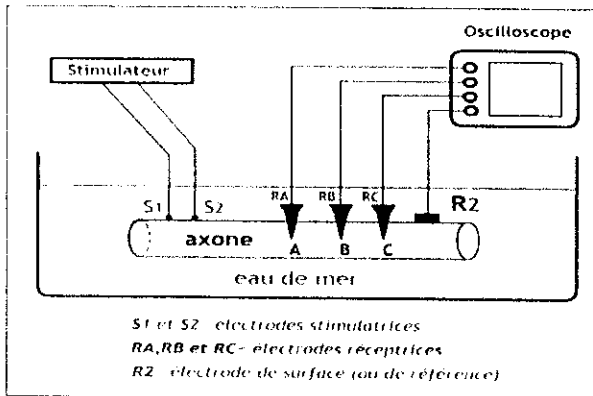 Oscilloscope
Stimulateur
RA RB RC
S1 S2 R2
axone A B C
eau de mer
S1 et S2 électrodes stimulatrices
RA,RB et RC- électrodes réceptrices
R2 électrode de surface (ou de référence)